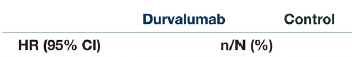 Durvalumab Control
HR (95% CI) n/N (%)